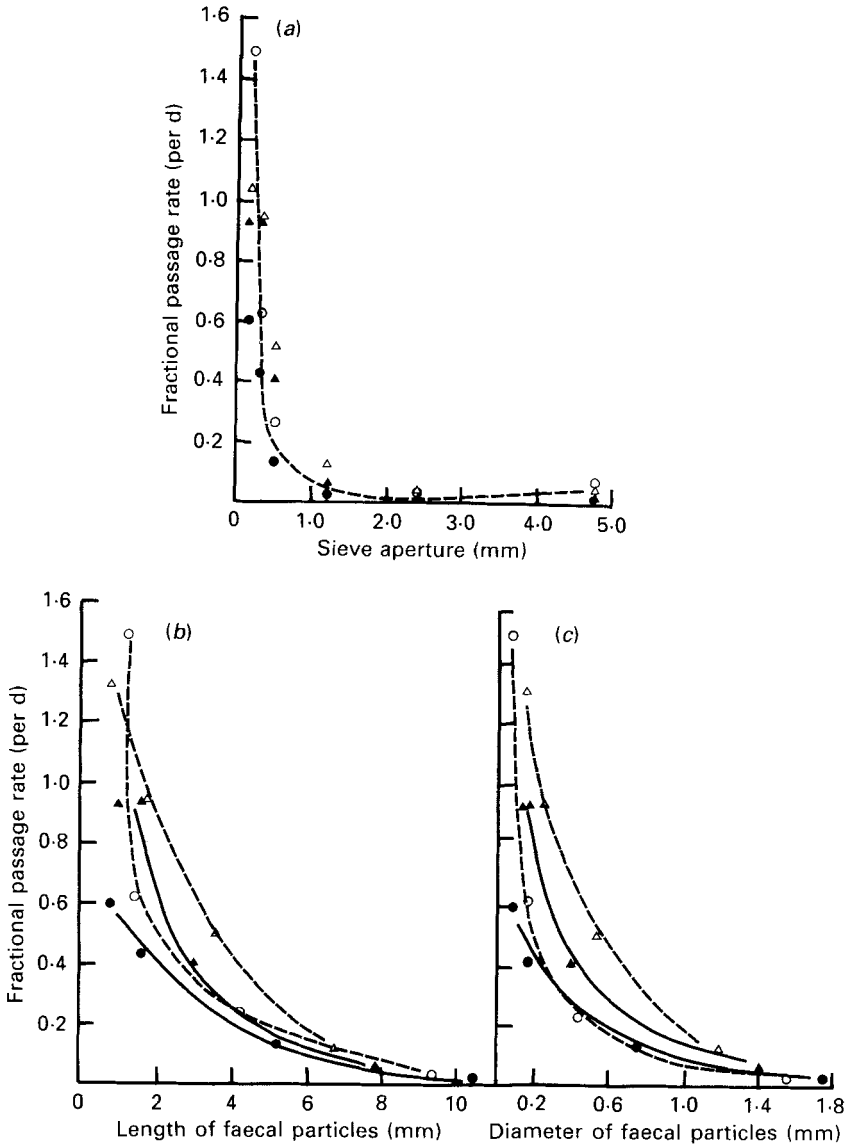 (a)
Fractional passage rate (per d)
1·6
1·4
1·2
1·0
0·8
0·6
0·4
0·2
0 1·0 2·0 3·0 4·0 5·0
Sieve aperture (mm)
(b)
Fractional passage rate (per d)
1·6
1·4
1·2
1·0
0·8
0·6
0·4
0·2
0 2 4 6 8 10
Length of faecal particles (mm)
(c)
0·2 0·6 1·0 1·4 1·8
Diameter of faecal particles (mm)